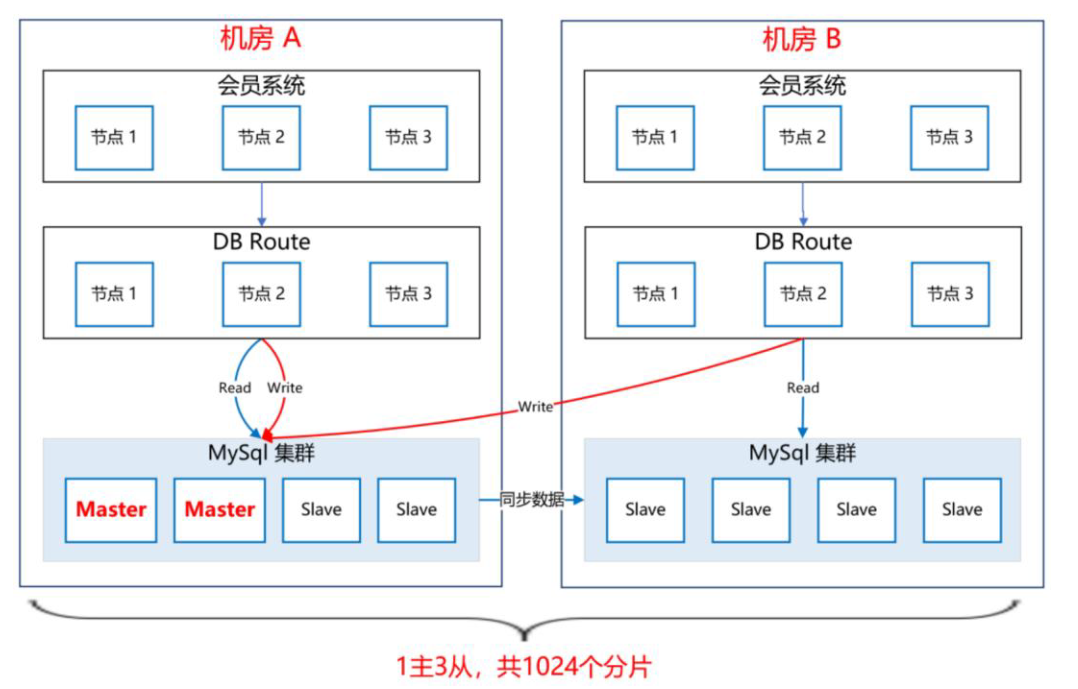 机房 A
会员系统
节点 1
节点 2
节点 3
DB Route
节点 1
节点 2
节点 3
Read
Write
MySql 集群
Master
Master
Slave
Slave
同步数据
机房 B
会员系统
节点 1
节点 2
节点 3
DB Route
节点 1
节点 2
节点 3
Write
Read
MySql 集群
Slave
Slave
Slave
Slave
1主3从，共1024个分片